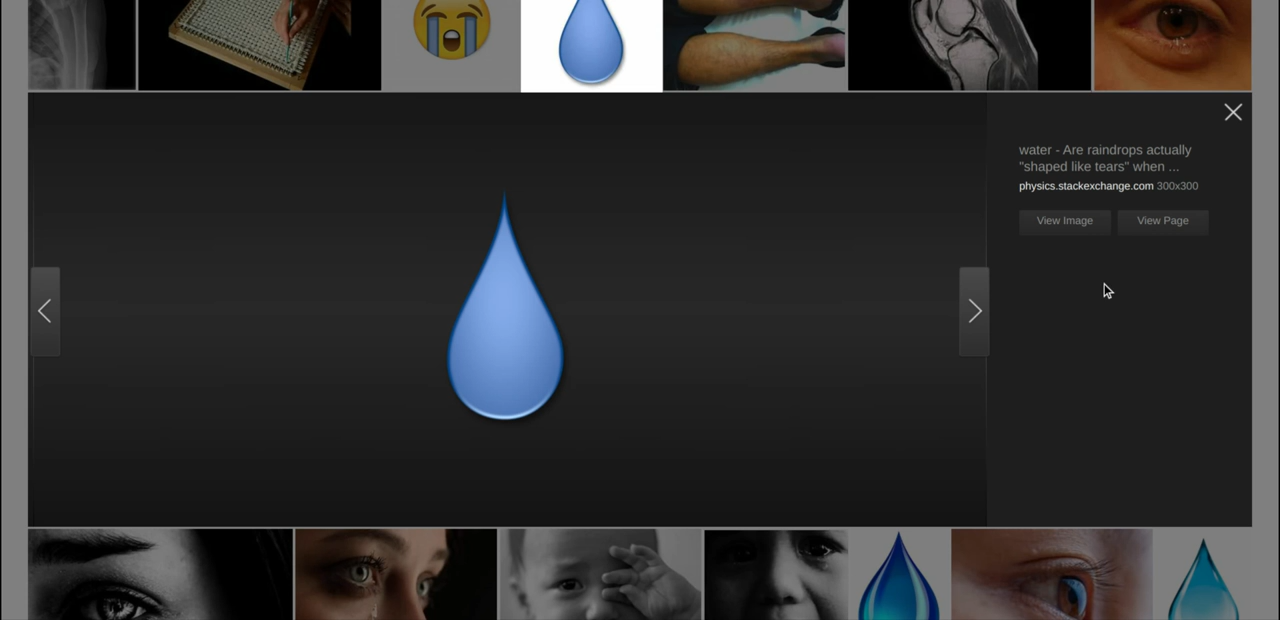 water - Are raindrops actually
"shaped like tears" when ...
physics.stackexchange.com 300x300
View Image View Page